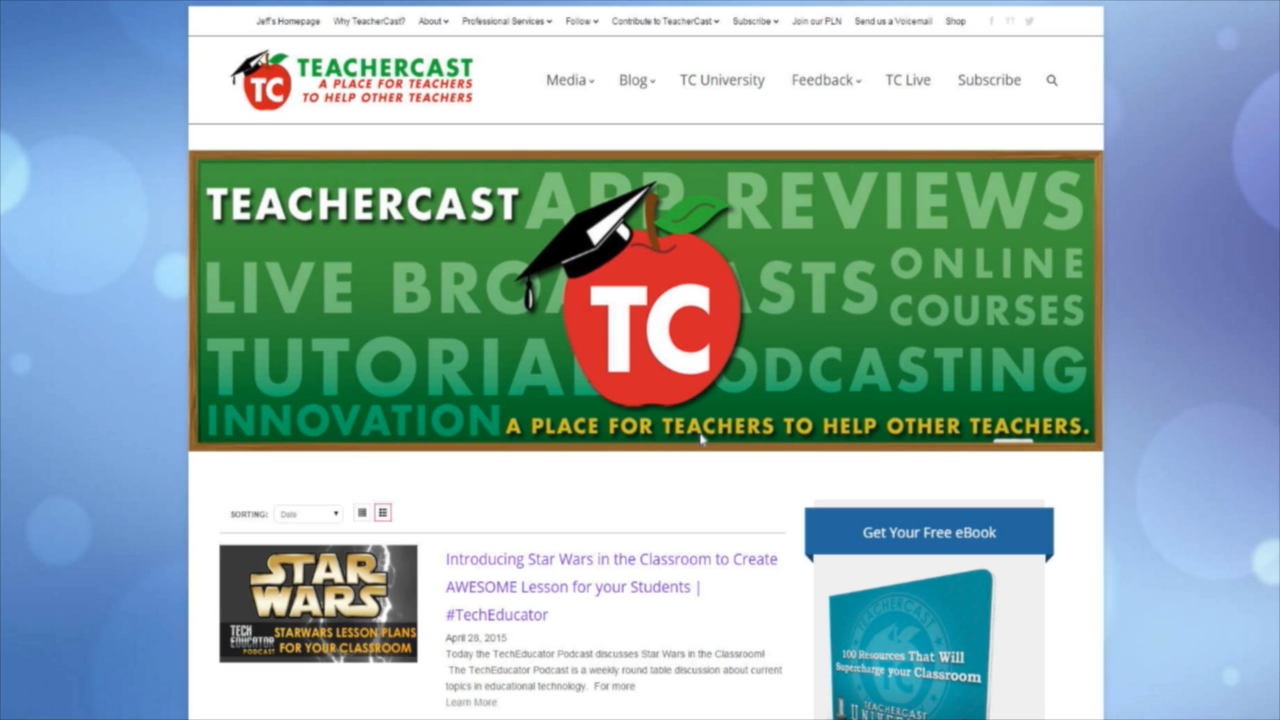 Jeff's Homepage Why TeacherCast? About Professional Services Follow Contribute to TeacherCast Subscribe Join our PLN Send us a Voicemail Shop
TC
TEACHERCAST
A PLACE FOR TEACHERS
TO HELP OTHER TEACHERS
Media Blog TC University Feedback TC Live Subscribe
TEACHERCAST APP REVIEWS
LIVE BRO ASTS ONLINE
COURSES
TC
TUTORIAL ODCASTING
INNOVATION A PLACE FOR TEACHERS TO HELP OTHER TEACHERS.
SORTING: Date
Get Your Free eBook
STAR
WARS
TECH
EDUCATOR
PODCAST
STARWARS LESSON PLANS
FOR YOUR CLASSROOM
Introducing Star Wars in the Classroom to Create
AWESOME Lesson for your Students |
#TechEducator
April 28, 2015
Today the TechEducator Podcast discusses Star Wars in the Classroom!
The TechEducator Podcast is a weekly round table discussion about current
topics in educational technology. For more
Learn More
TEACHERCAST
TC
100 Resources That Will
Supercharge your Classroom
TEACHERCAST